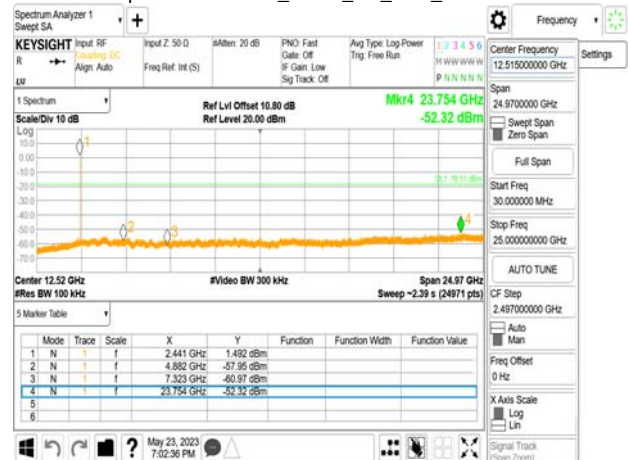 Spectrum Analyzer 1
Swept SA
Frequency
KEYSIGHT
Input: RF
Coupling: DC
Align: Auto
Input Z: 50 Ω
Freq Ref: Int (S)
#Atten: 20 dB
PNO: Fast
Gate: Off
IF Gain: Low
Sig Track: Off
Avg Type: Log-Power
Trig: Free Run
1 2 3 4 5 6
M W W W W W
P N N N N N
R
LV
Center Frequency
12.515000000 GHz
Settings
Span
24.9700000 GHz
Swept Span
Zero Span
Full Span
Start Freq
30.000000 MHz
Stop Freq
25.000000000 GHz
AUTO TUNE
CF Step
2.497000000 GHz
Auto
Man
Freq Offset
0 Hz
X Axis Scale
Log
Lin
Signal Track
(Span Zoom)
1 Spectrum
Scale/Div 10 dB
Ref Lvl Offset 10.80 dB
Ref Level 20.00 dBm
Mkr4 23.754 GHz
-52.32 dBm
Log
10.0
0.00
-10.0
-20.0
-30.0
-40.0
-50.0
-60.0
-70.0
1
2
3
4
Center 12.52 GHz
#Res BW 100 kHz
#Video BW 300 kHz
Span 24.97 GHz
Sweep ~2.39 s (24971 pts)
5 Marker Table
Mode Trace Scale X Y Function Function Width Function Value
1 N 1 f 2.441 GHz 1.492 dBm
2 N 1 f 4.882 GHz -57.95 dBm
3 N 1 f 7.323 GHz -60.97 dBm
4 N 1 f 23.754 GHz -52.32 dBm
5
6
?
May 23, 2023
7:02:36 PM